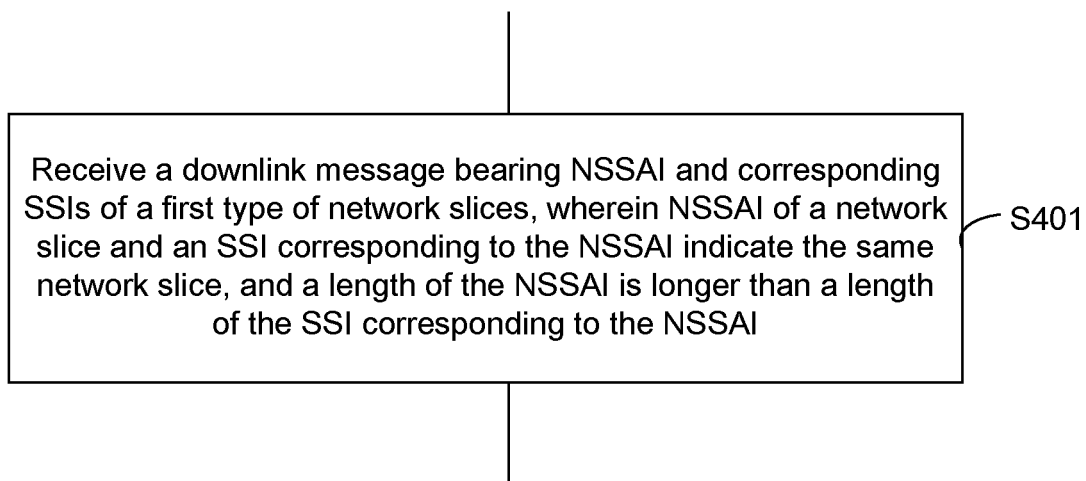 Receive a downlink message bearing NSSAI and corresponding
SSIs of a first type of network slices, wherein NSSAI of a network
slice and an SSI corresponding to the NSSAI indicate the same
network slice, and a length of the NSSAI is longer than a length
of the SSI corresponding to the NSSAI
S401